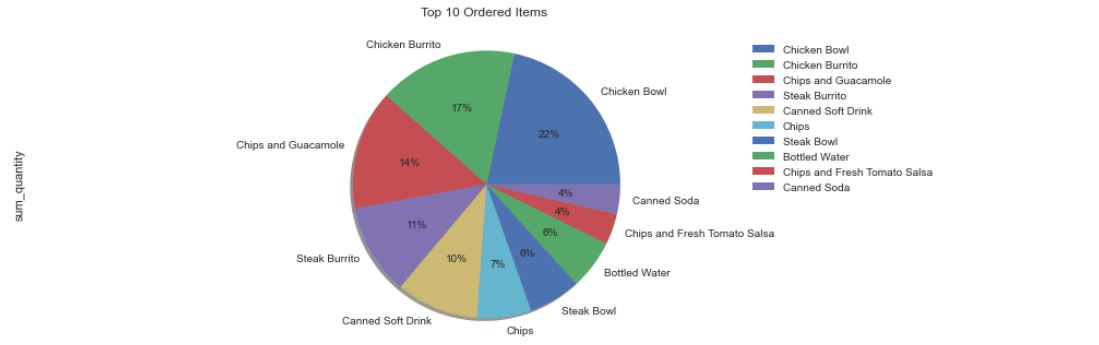 Top 10 Ordered Items
sum_quantity
Chicken Burrito
Chicken Bowl
Chips and Guacamole
Steak Burrito
Canned Soft Drink
Chips
Steak Bowl
Bottled Water
Chips and Fresh Tomato Salsa
Canned Soda
17%
22%
14%
11%
10%
7%
6%
6%
4%
4%
Chicken Bowl
Chicken Burrito
Chips and Guacamole
Steak Burrito
Canned Soft Drink
Chips
Steak Bowl
Bottled Water
Chips and Fresh Tomato Salsa
Canned Soda